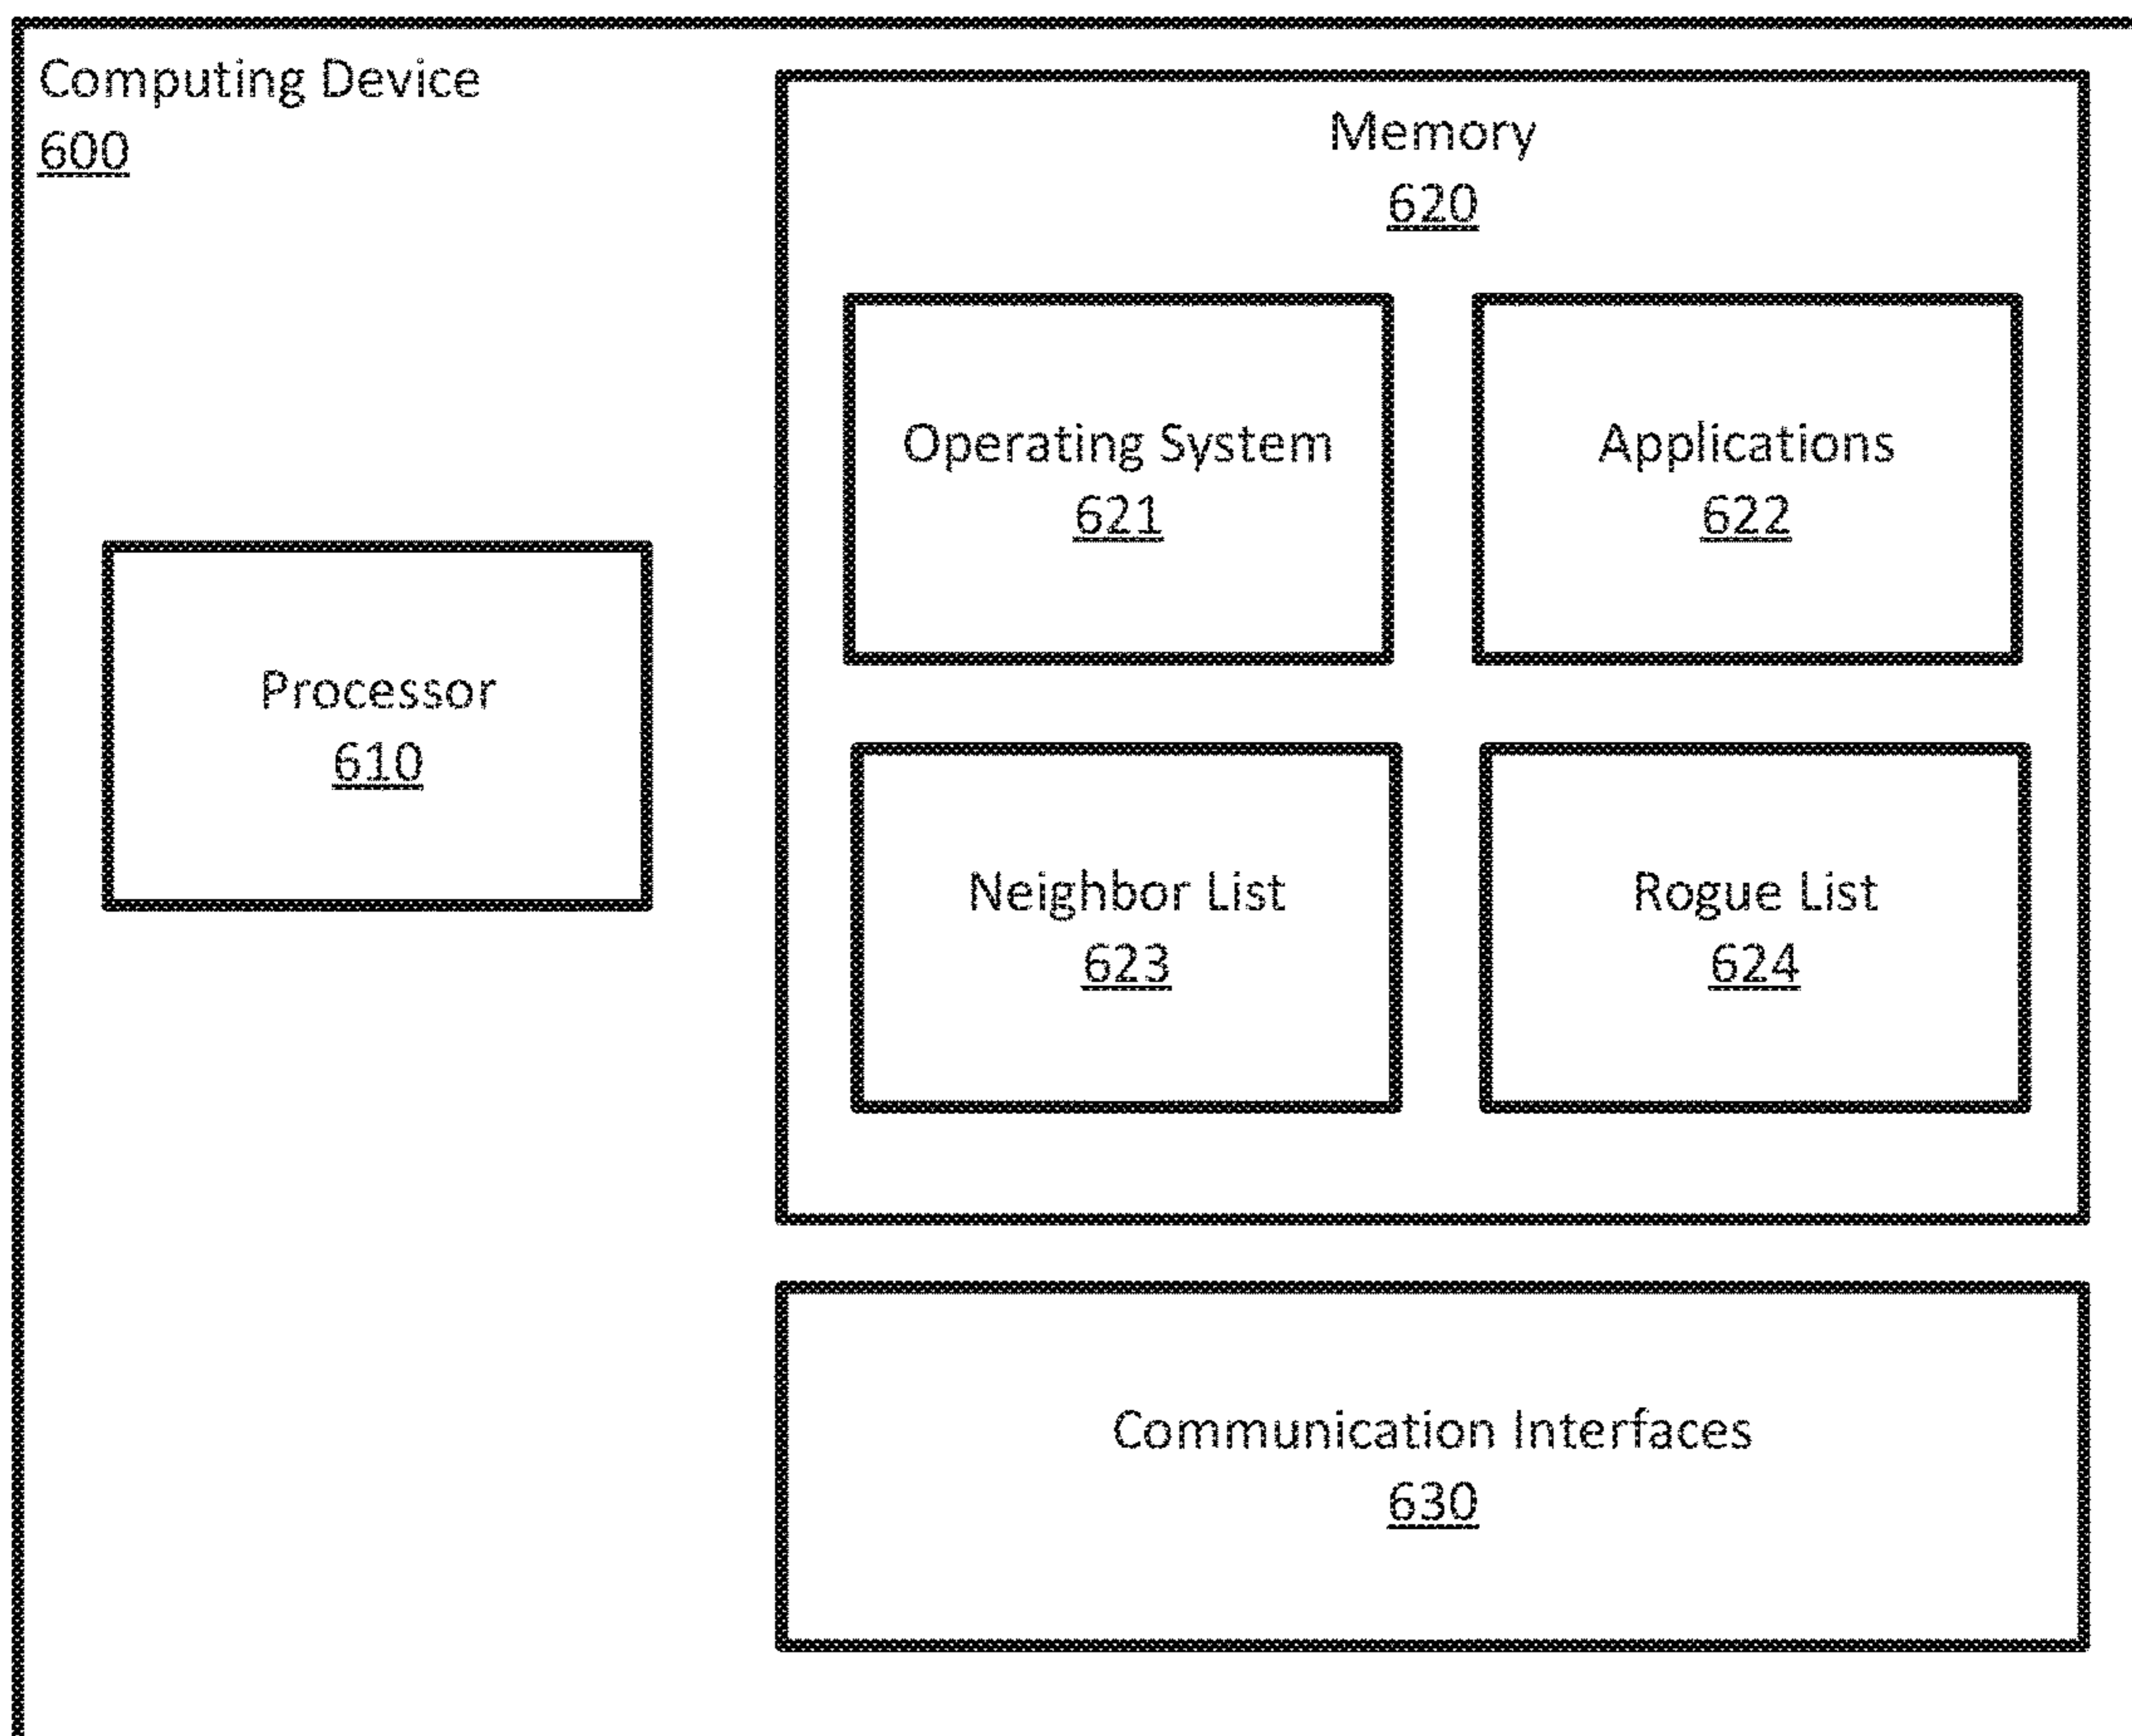 Computing Device
600
Memory
620
Operating System
621
Applications
622
Processor
610
Neighbor List
623
Rogue List
624
Communication Interfaces
630